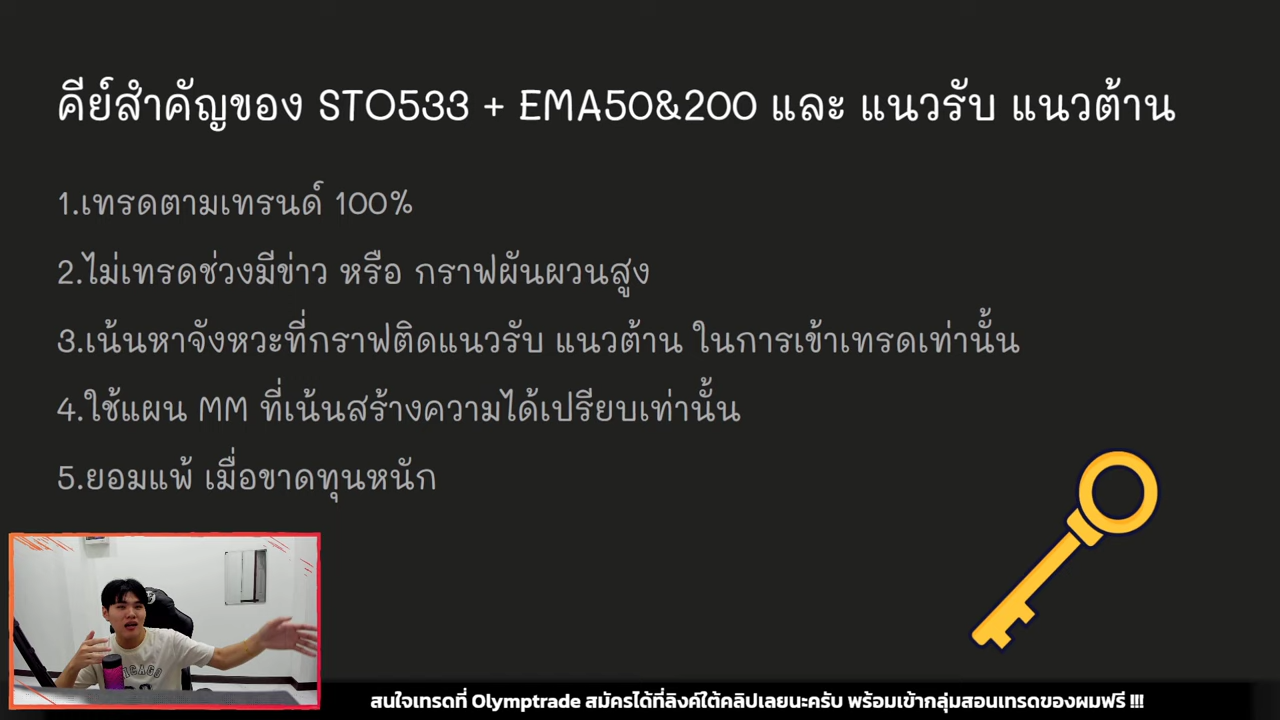 คีย์สำคัญของ STO533 + EMA50&200 และ แนวรับ แนวต้าน
1.เทรดตามเทรนด์ 100%
2.ไม่เทรดช่วงมีข่าว หรือ กราฟผันผวนสูง
3.เน้นหาจังหวะที่กราฟติดแนวรับ แนวต้าน ในการเข้าเทรดเท่านั้น
4.ใช้แผน MM ที่เน้นสร้างความได้เปรียบเท่านั้น
5.ยอมแพ้ เมื่อขาดทุนหนัก
CHICAGO
สนใจเทรดที่ Olymptrade สมัครได้ที่ลิงค์ใต้คลิปเลยนะครับ พร้อมเข้ากลุ่มสอนเทรดของผมฟรี !!!